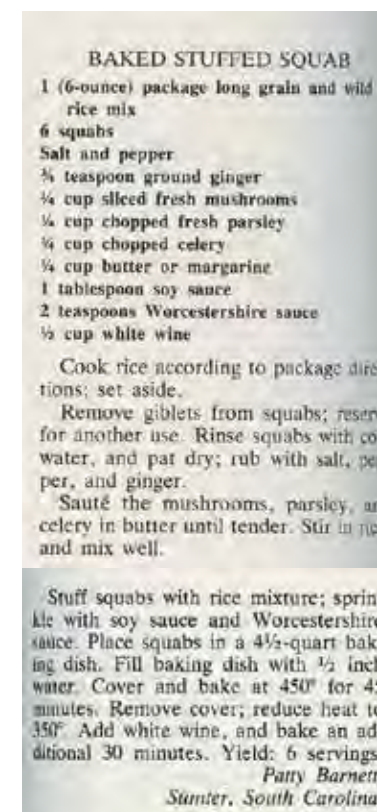 BAKED STUFFED SQUAB
1 (6-ounce) package long grain and wild
rice mix
6 squabs
Salt and pepper
¾ teaspoon ground ginger
¼ cup sliced fresh mushrooms
¼ cup chopped fresh parsley
¼ cup chopped celery
¼ cup butter or margarine
1 tablespoon soy sauce
2 teaspoons Worcestershire sauce
½ cup white wine
Cook rice according to package
tions; set aside.
Remove giblets from squabs;
for another use. Rinse squabs with
water, and pat dry; rub with salt,
per, and ginger.
Sauté the mushrooms, parsley,
celery in butter until tender. Stir in
and mix well.
Stuff squabs with rice mixture; sprin
kle with soy sauce and Worcestershire
sauce. Place squabs in a 4½-quart bak
ing dish. Fill baking dish with ½ inch
water. Cover and bake at 450° for
minutes. Remove cover; reduce heat to
350°. Add white wine, and bake an ad
ditional 30 minutes. Yield: 6 servings
Patty Barnett
Sumter, South Carolina